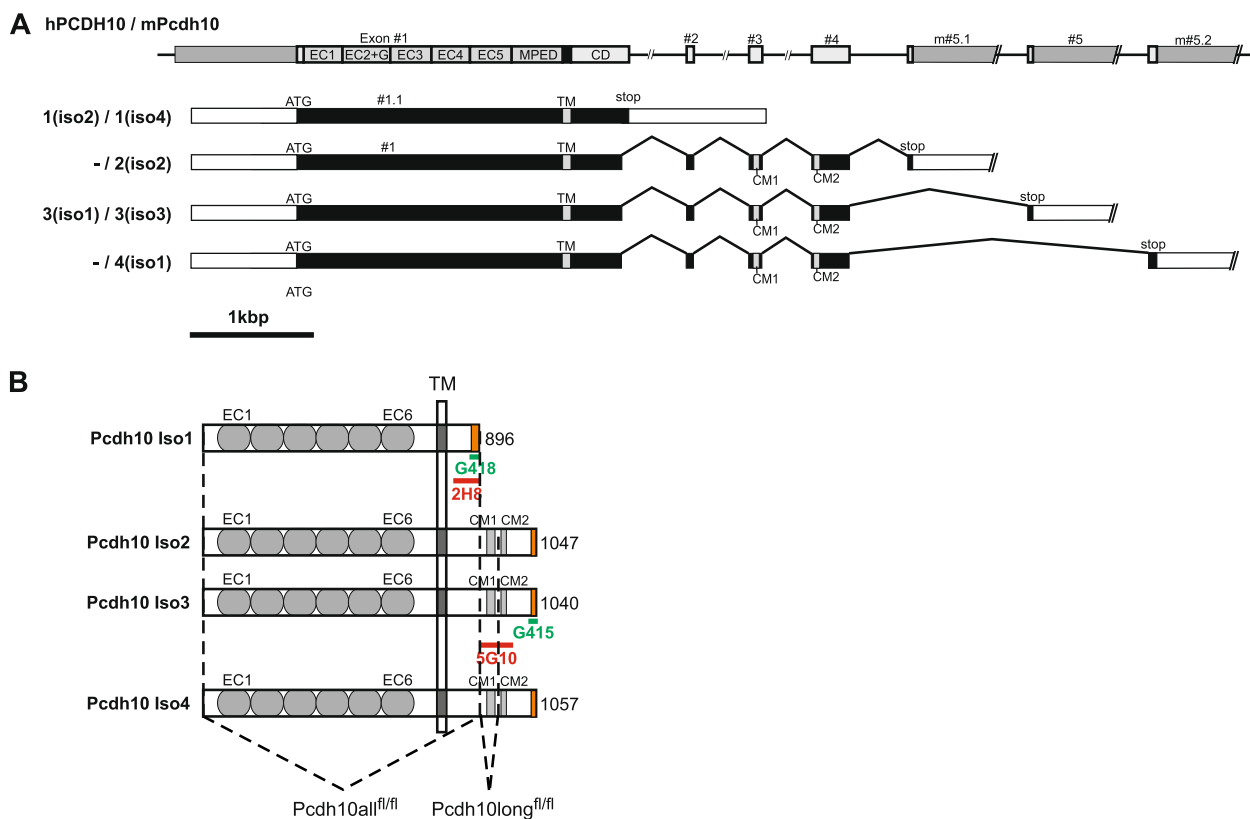 A hPCDH10 / mPcdh10
Exon #1
EC1 EC2+G EC3 EC4 EC5 MPED CD #2 #3 #4 m#5.1 #5 m#5.2
1(iso2) / 1(iso4) ATG #1.1 TM stop
- / 2(iso2) ATG #1 TM CM1 CM2 stop
3(iso1) / 3(iso3) ATG TM CM1 CM2 stop
- / 4(iso1) ATG TM CM1 CM2 stop
ATG
1kbp
B
TM
EC1 EC6
Pcdh10 Iso1 896
G418
2H8
EC1 EC6 CM1 CM2
Pcdh10 Iso2 1047
EC1 EC6 CM1 CM2
Pcdh10 Iso3 1040
G415
5G10
EC1 EC6 CM1 CM2
Pcdh10 Iso4 1057
Pcdh10all^fl/fl Pcdh10long^fl/fl